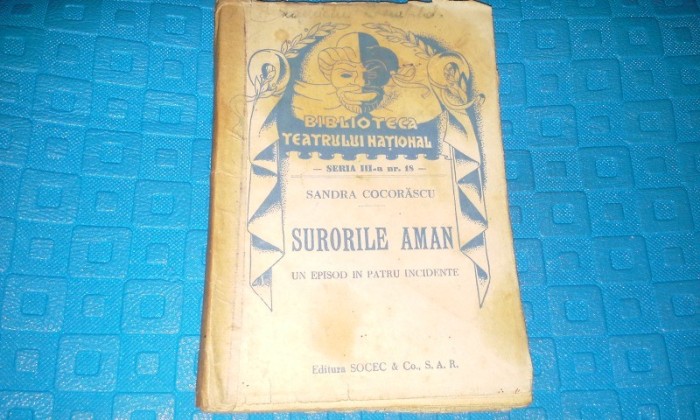 BIBLIOTECA
TEATRULUI NAȚIONAL
— SERIA III-a nr. 18 —
SANDRA COCORĂSCU
SURORILE AMAN
UN EPISOD IN PATRU INCIDENTE
Editura SOCEC & Co., S. A. R.